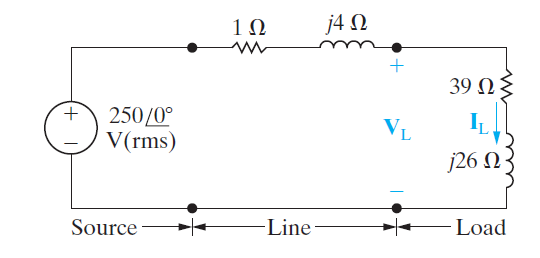 1 Ω
j4 Ω
+
39 Ω
+
250/0°
V(rms)
−
V_L
I_L
j26 Ω
−
Source
Line
Load